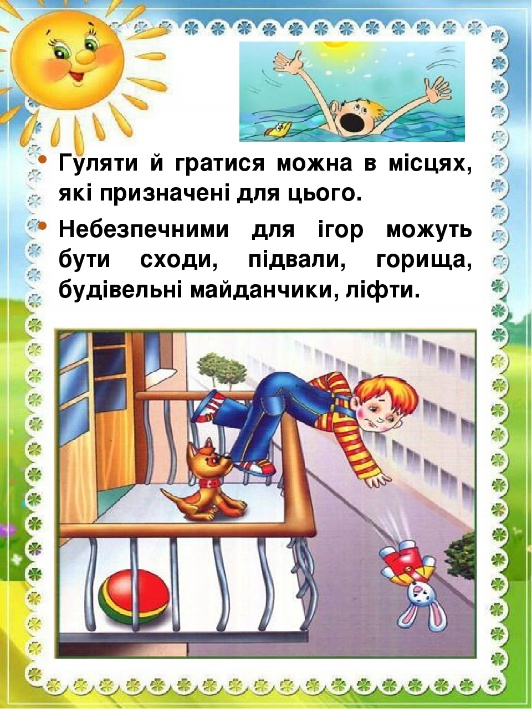 • Гуляти й гратися можна в місцях,
які призначені для цього.
• Небезпечними для ігор можуть
бути сходи, підвали, горища,
будівельні майданчики, ліфти.